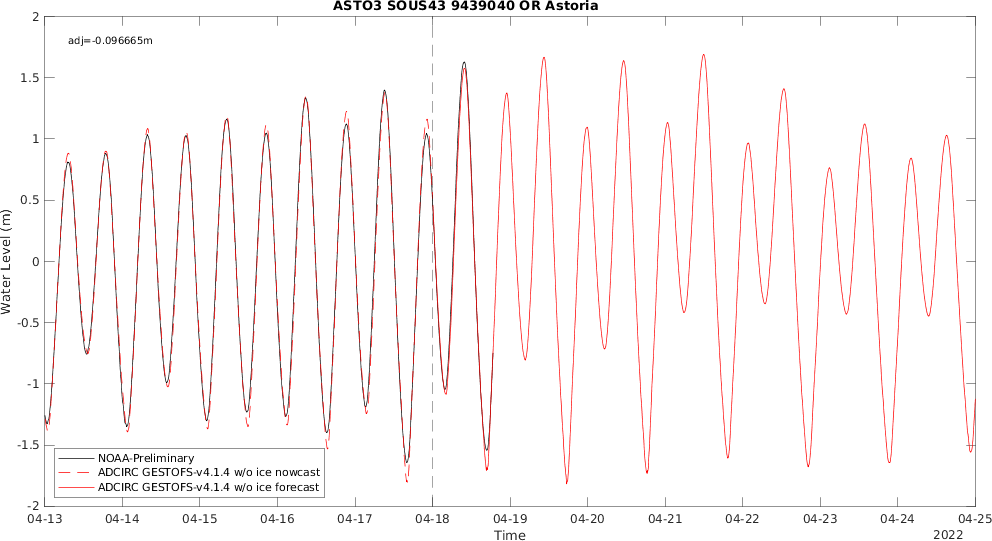 ASTO3 SOUS43 9439040 OR Astoria
adj=-0.096665m
Water Level (m)
2
1.5
1
0.5
0
-0.5
-1
-1.5
-2
NOAA-Preliminary
ADCIRC GESTOFS-v4.1.4 w/o ice nowcast
ADCIRC GESTOFS-v4.1.4 w/o ice forecast
04-13 04-14 04-15 04-16 04-17 04-18 04-19 04-20 04-21 04-22 04-23 04-24 04-25
Time
2022